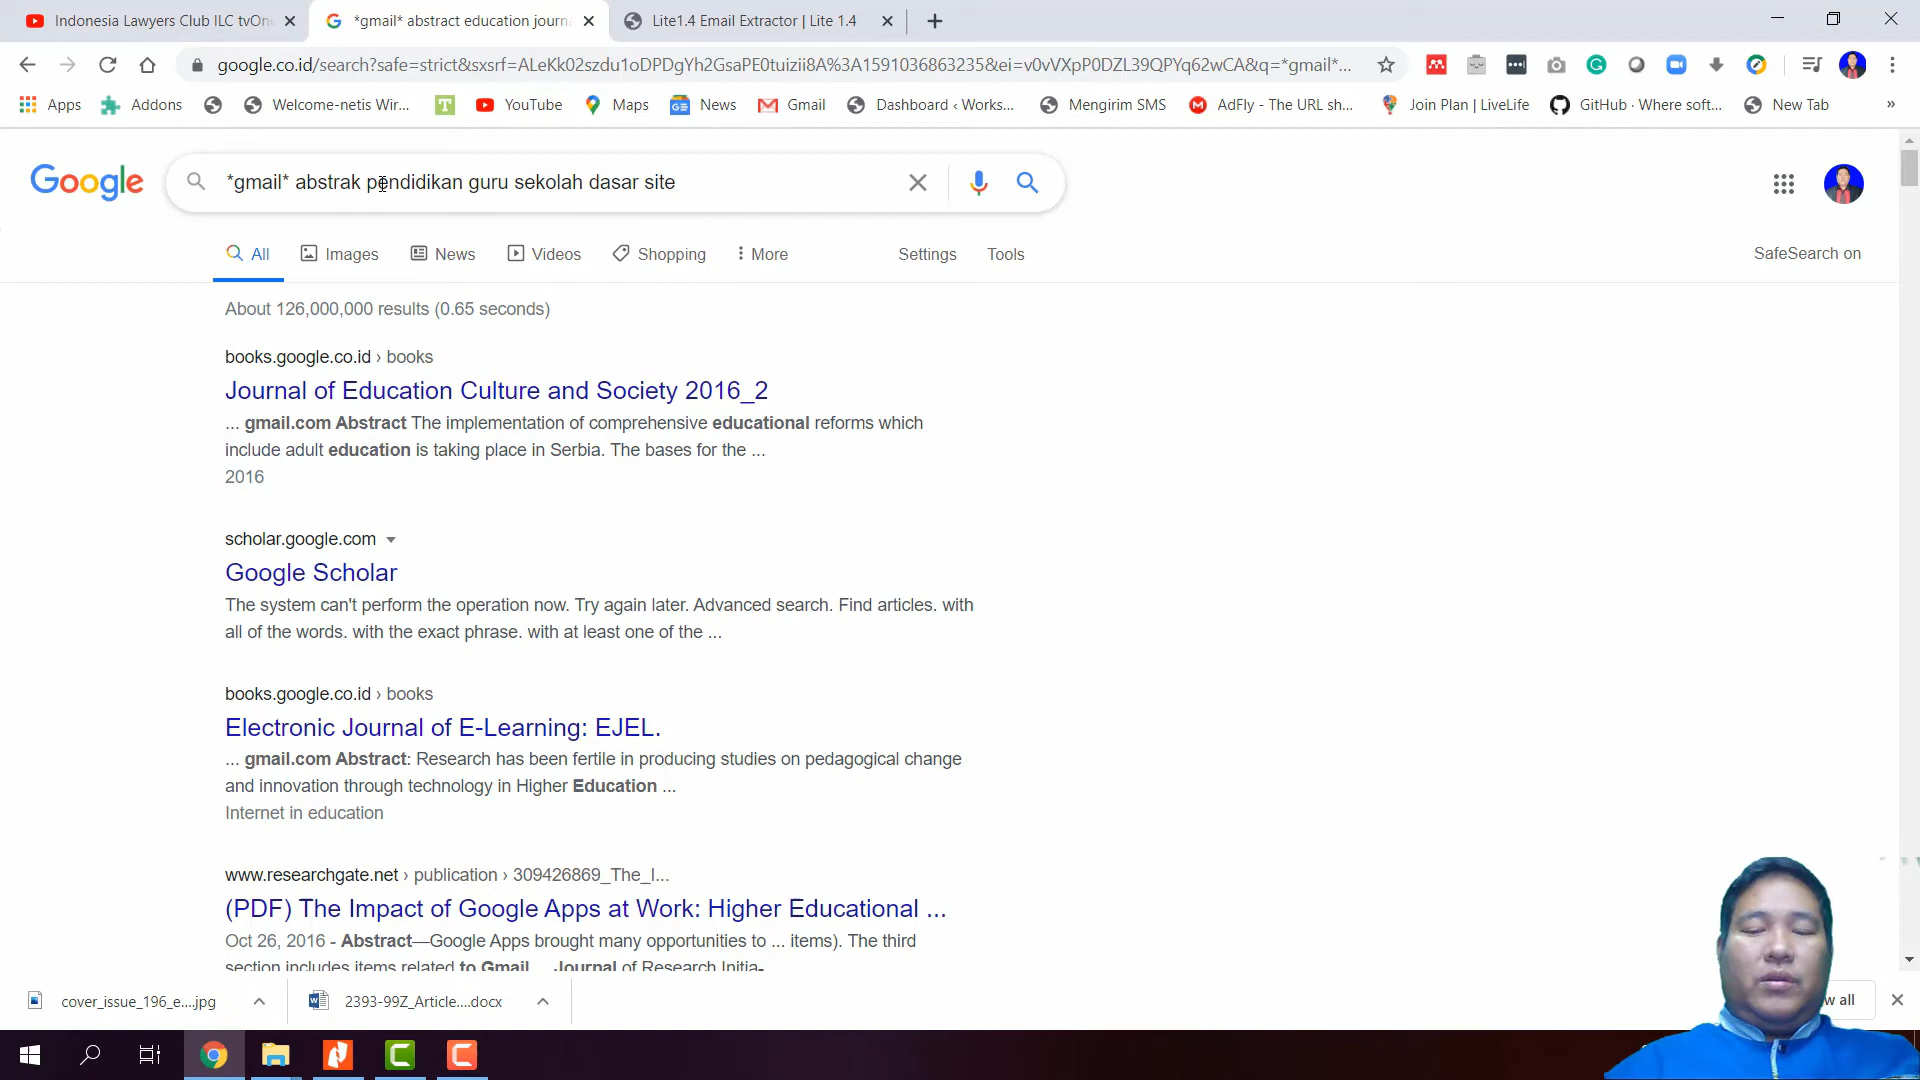 Indonesia Lawyers Club ILC tvOn
*gmail* abstract education journ
Lite1.4 Email Extractor | Lite 1.4
google.co.id/search?safe=strict&sxsrf=ALeKk02szdu1oDPDgYh2GsaPE0tuizii8A%3A1591036863235&ei=v0vVXpP0DZL39QPYq62wCA&q=*gmail*...
Apps
Addons
Welcome-netis Wir...
YouTube
Maps
News
Gmail
Dashboard ‹ Works...
Mengirim SMS
AdFly - The URL sh...
Join Plan | LiveLife
GitHub · Where soft...
New Tab
»
Google
*gmail* abstrak pendidikan guru sekolah dasar site
All
Images
News
Videos
Shopping
More
Settings
Tools
SafeSearch on
About 126,000,000 results (0.65 seconds)
books.google.co.id › books
Journal of Education Culture and Society 2016_2
... gmail.com Abstract The implementation of comprehensive educational reforms which
include adult education is taking place in Serbia. The bases for the ...
2016
scholar.google.com
Google Scholar
The system can't perform the operation now. Try again later. Advanced search. Find articles. with
all of the words. with the exact phrase. with at least one of the ...
books.google.co.id › books
Electronic Journal of E-Learning: EJEL.
... gmail.com Abstract: Research has been fertile in producing studies on pedagogical change
and innovation through technology in Higher Education ...
Internet in education
www.researchgate.net › publication › 309426869_The_I...
(PDF) The Impact of Google Apps at Work: Higher Educational ...
Oct 26, 2016 - Abstract—Google Apps brought many opportunities to ... items). The third
section includes items related to Gmail ... Journal of Research Initia-
cover_issue_196_e....jpg
2393-99Z_Article....docx
w all